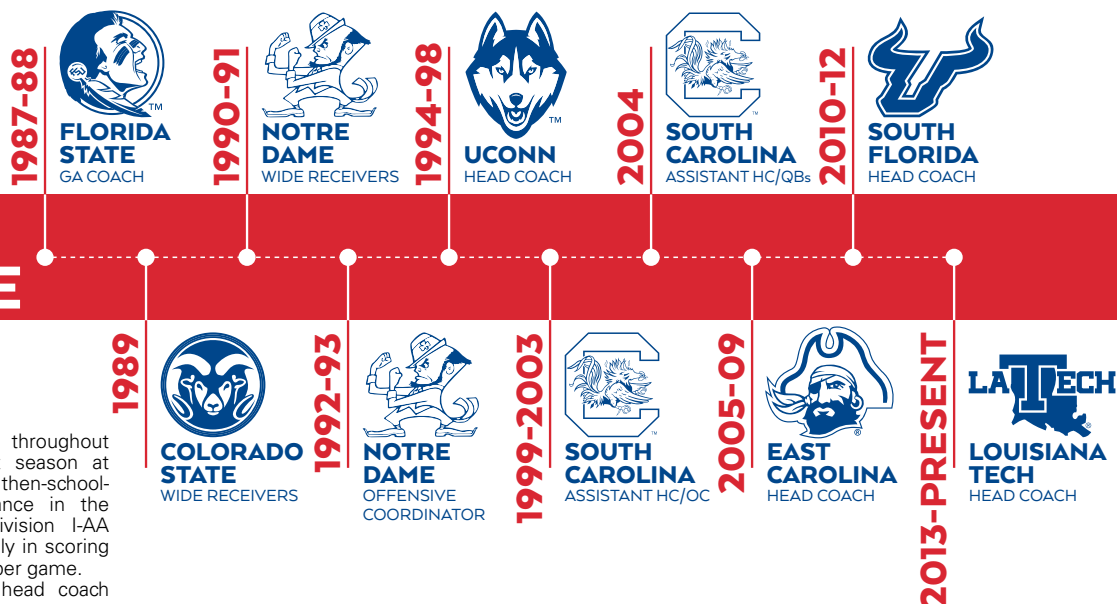 1987-88
FLORIDA
STATE
GA COACH
1990-91
NOTRE
DAME
WIDE RECEIVERS
1994-98
UCONN
HEAD COACH
2004
SOUTH
CAROLINA
ASSISTANT HC/QBs
2010-12
SOUTH
FLORIDA
HEAD COACH
E
1989
COLORADO
STATE
WIDE RECEIVERS
1992-93
NOTRE
DAME
OFFENSIVE
COORDINATOR
1999-2003
SOUTH
CAROLINA
ASSISTANT HC/OC
2005-09
EAST
CAROLINA
HEAD COACH
2013-PRESENT
LA TECH
LOUISIANA
TECH
HEAD COACH
throughout
season at
then-school-
ance in the
ivision I-AA
ly in scoring
per game.
head coach